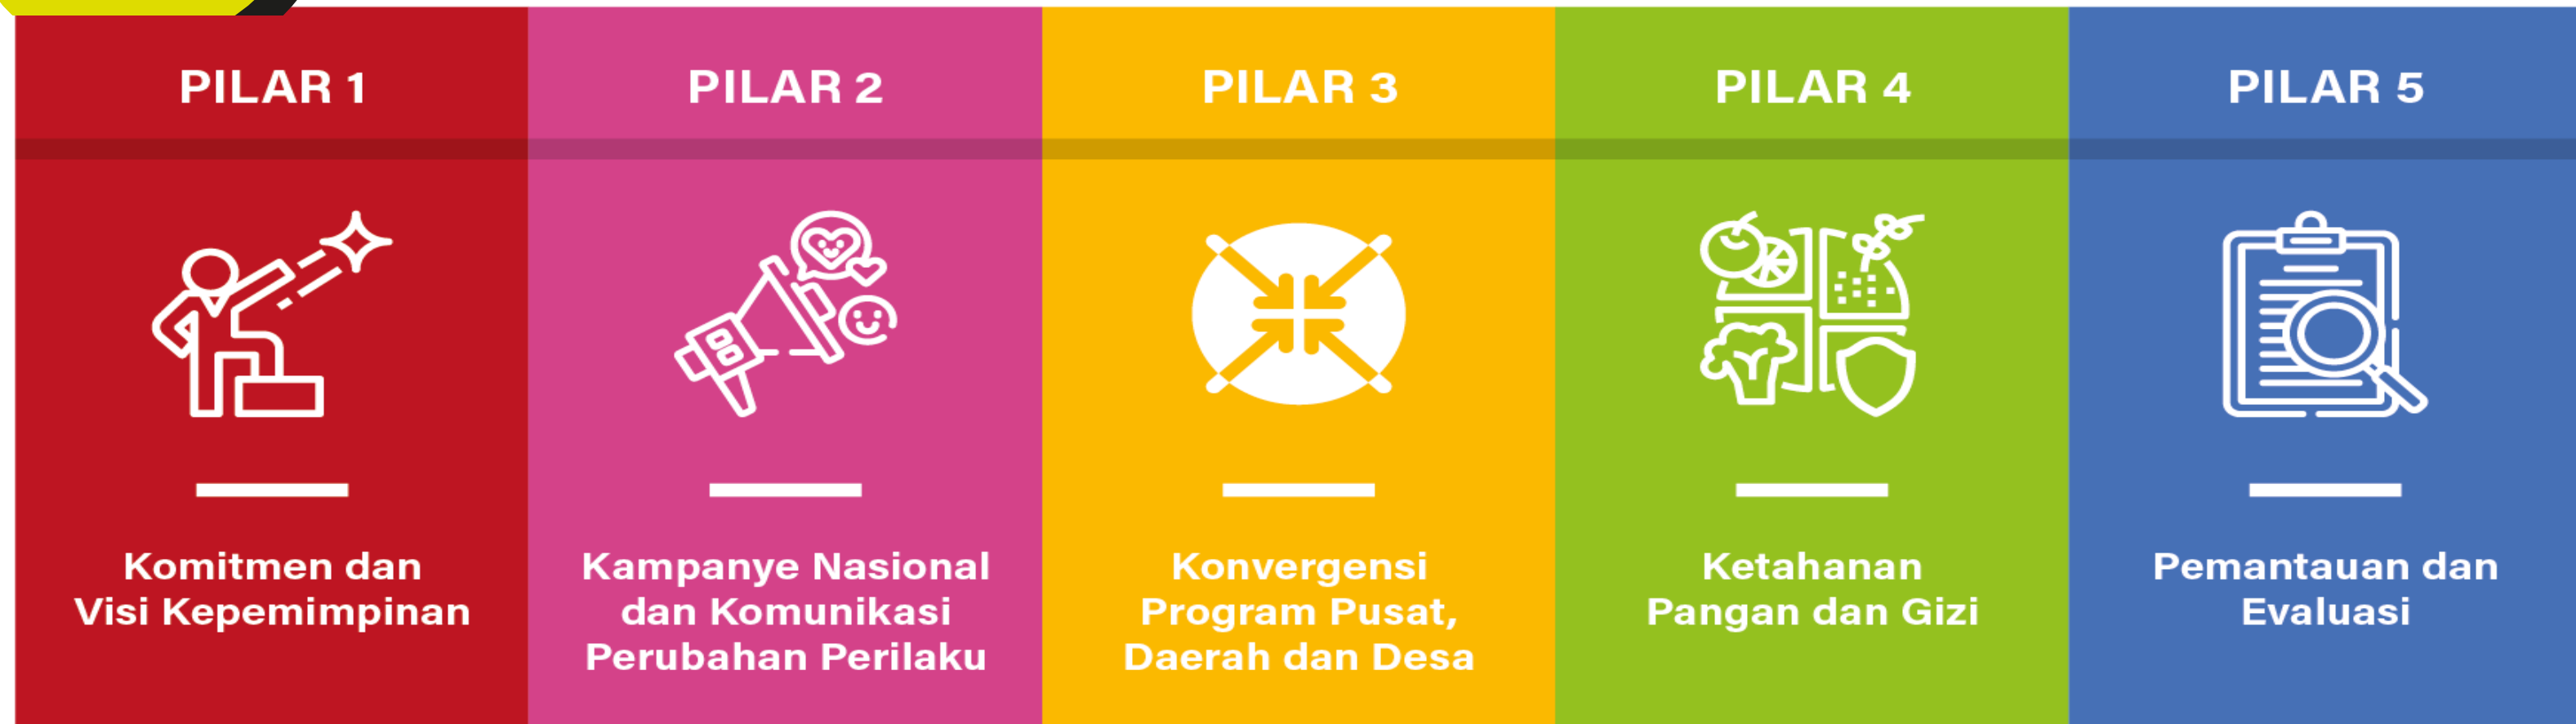 PILAR 1
Komitmen dan
Visi Kepemimpinan
PILAR 2
Kampanye Nasional
dan Komunikasi
Perubahan Perilaku
PILAR 3
Konvergensi
Program Pusat,
Daerah dan Desa
PILAR 4
Ketahanan
Pangan dan Gizi
PILAR 5
Pemantauan dan
Evaluasi